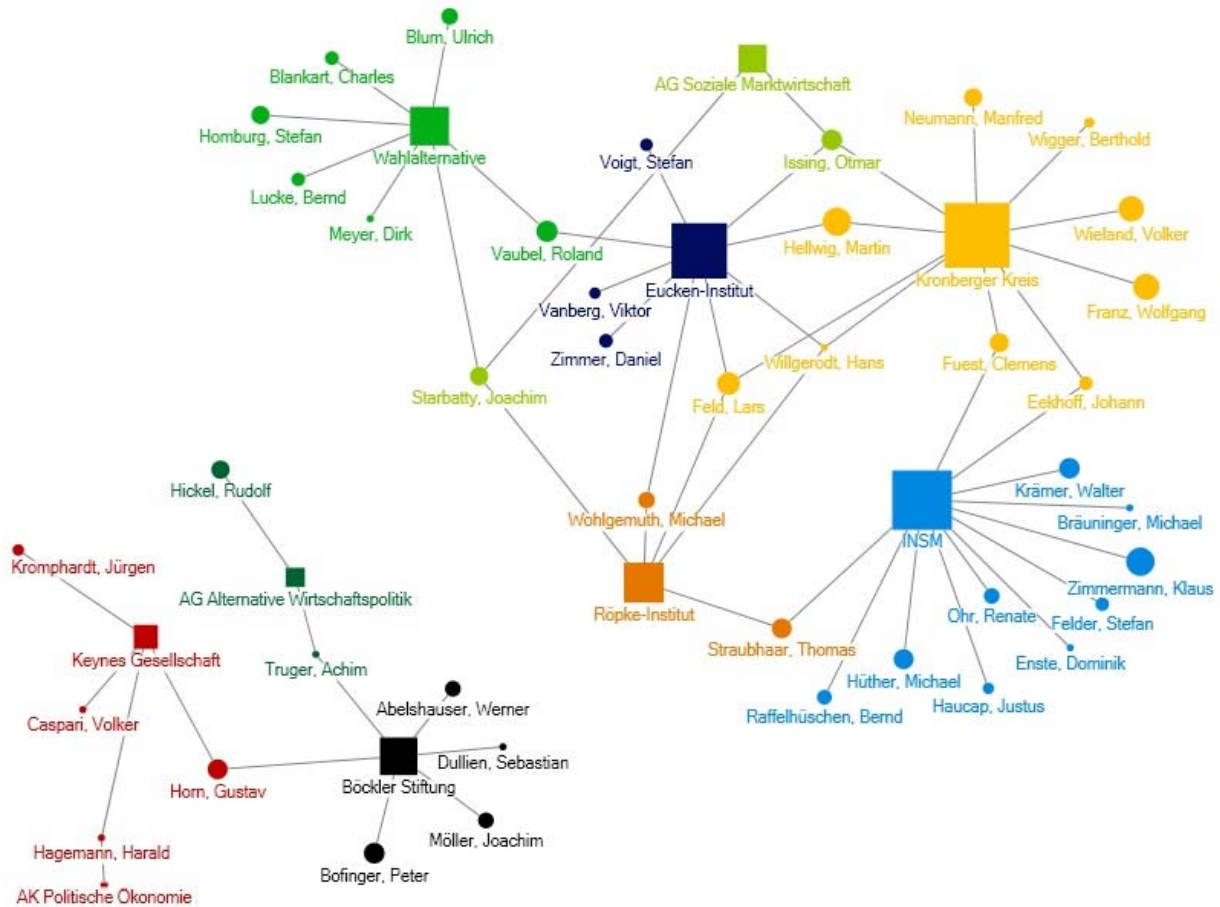 Blum, Ulrich
Blankart, Charles
AG Soziale Marktwirtschaft
Neumann, Manfred
Homburg, Stefan
Wigger, Berthold
Wahlalternative
Voigt, Stefan
Issing, Otmar
Lucke, Bernd
Meyer, Dirk
Wieland, Volker
Vaubel, Roland
Hellwig, Martin
Kronberger Kreis
Eucken-Institut
Vanberg, Viktor
Franz, Wolfgang
Zimmer, Daniel
Willgerodt, Hans
Fuest, Clemens
Starbatty, Joachim
Feld, Lars
Eekhoff, Johann
Hickel, Rudolf
Krämer, Walter
Wohlgemuth, Michael
Bräuninger, Michael
INSM
Kromphardt, Jürgen
AG Alternative Wirtschaftspolitik
Zimmermann, Klaus
Röpke-Institut
Ohr, Renate
Felder, Stefan
Keynes Gesellschaft
Straubhaar, Thomas
Enste, Dominik
Truger, Achim
Hüther, Michael
Haucap, Justus
Abelshauser, Werner
Raffelhüschen, Bernd
Caspari, Volker
Dullien, Sebastian
Horn, Gustav
Böckler Stiftung
Möller, Joachim
Hagemann, Harald
Bofinger, Peter
AK Politische Ökonomie